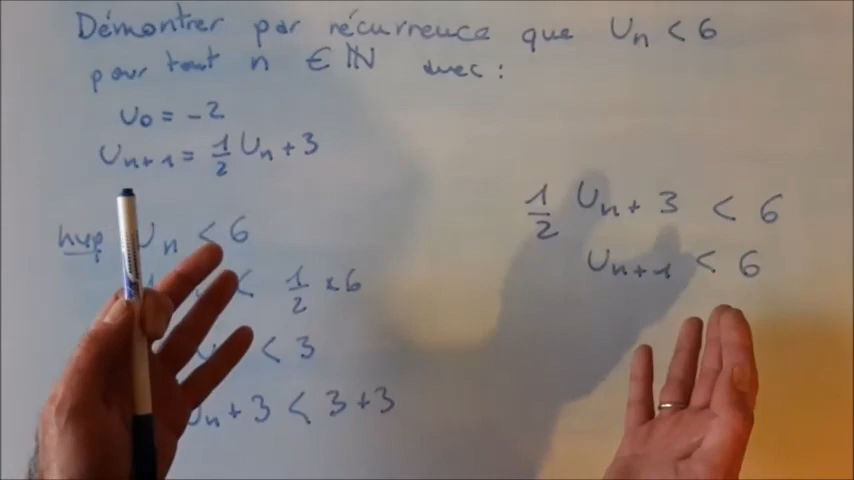 Démontrer par récurrence que Un < 6
pour tout n ∈ ℕ avec :
U0 = -2
Un+1 = 1/2 Un + 3
hyp Un < 6
< 1/2 × 6
< 3
Un + 3 < 3 + 3
1/2 Un + 3 < 6
Un+1 < 6